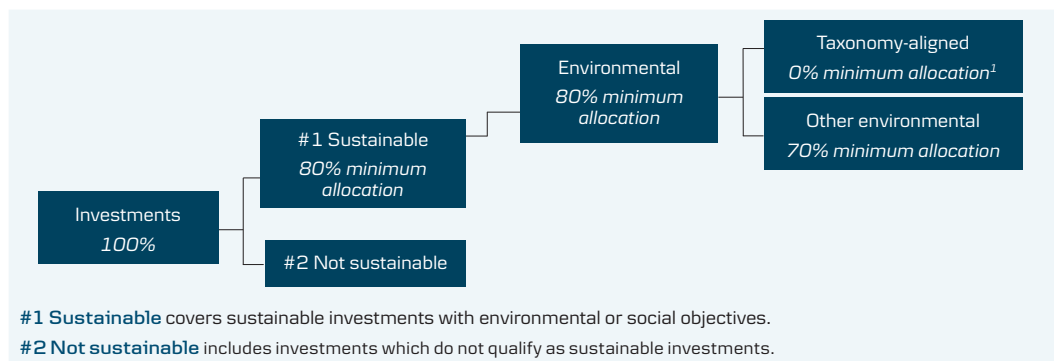 Taxonomy-aligned
0% minimum allocation¹
Environmental
80% minimum
allocation
Other environmental
70% minimum allocation
#1 Sustainable
80% minimum
allocation
Investments
100%
#2 Not sustainable
#1 Sustainable covers sustainable investments with environmental or social objectives.
#2 Not sustainable includes investments which do not qualify as sustainable investments.